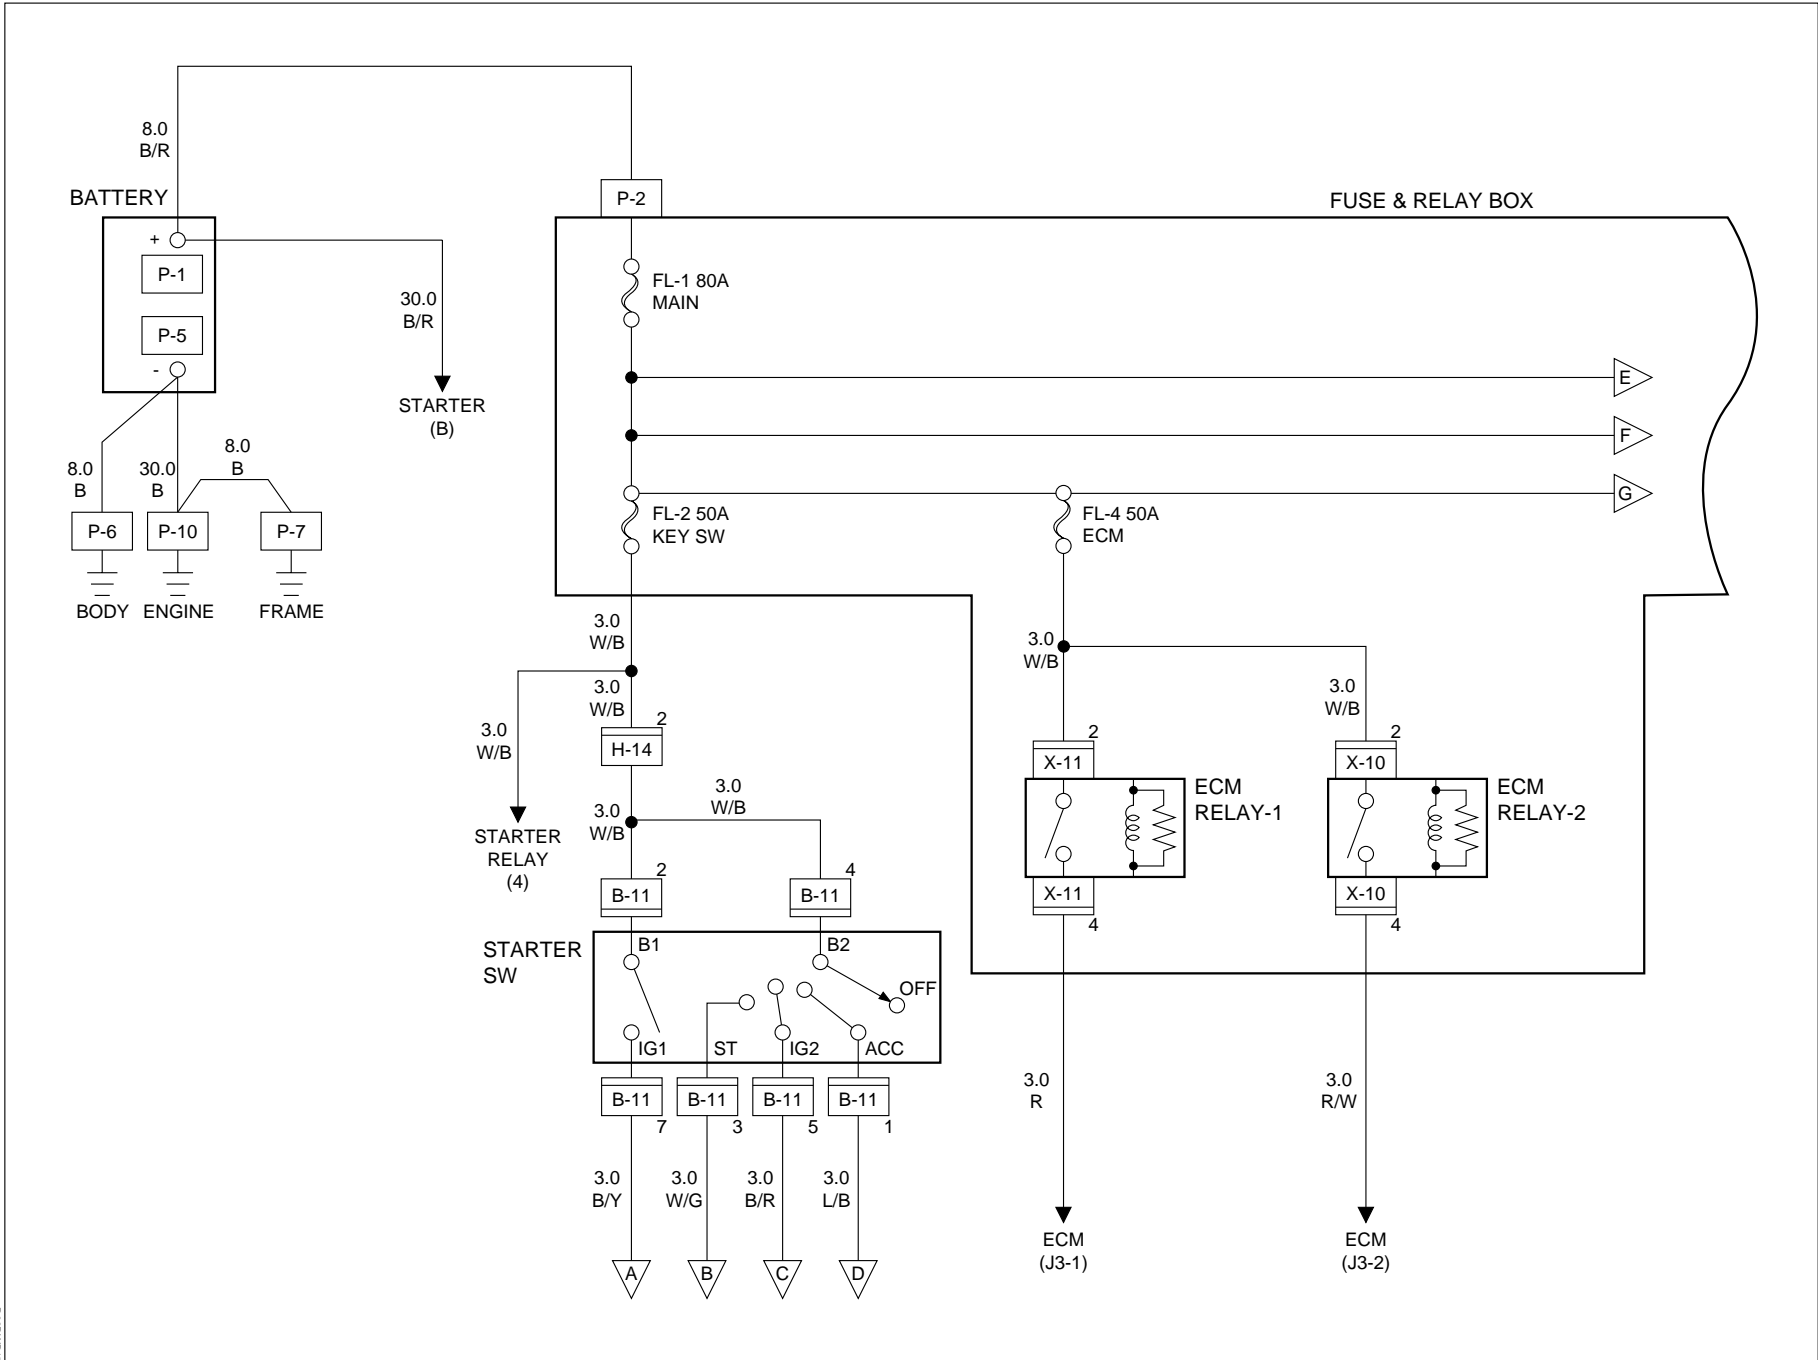 8.0
B/R
BATTERY
P-2
FUSE & RELAY BOX
+
P-1
FL-1 80A
MAIN
30.0
B/R
P-5
-
E
STARTER
(B)
F
8.0
B
8.0
B
30.0
B
G
FL-2 50A
KEY SW
FL-4 50A
ECM
P-6
P-10
P-7
BODY
ENGINE
FRAME
3.0
W/B
3.0
W/B
3.0
W/B
3.0
W/B
3.0
W/B
2
H-14
2
X-11
2
X-10
3.0
W/B
3.0
W/B
ECM
RELAY-1
ECM
RELAY-2
STARTER
RELAY
(4)
2
B-11
4
B-11
X-11
4
X-10
4
STARTER
SW
B1
B2
OFF
IG1
ST
IG2
ACC
B-11
7
B-11
3
B-11
5
B-11
1
3.0
R
3.0
R/W
3.0
B/Y
3.0
W/G
3.0
B/R
3.0
L/B
ECM
(J3-1)
ECM
(J3-2)
A
B
C
D